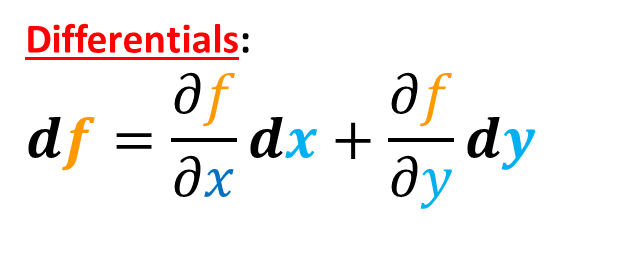 Differentials:
df = ∂f/∂x dx + ∂f/∂y dy